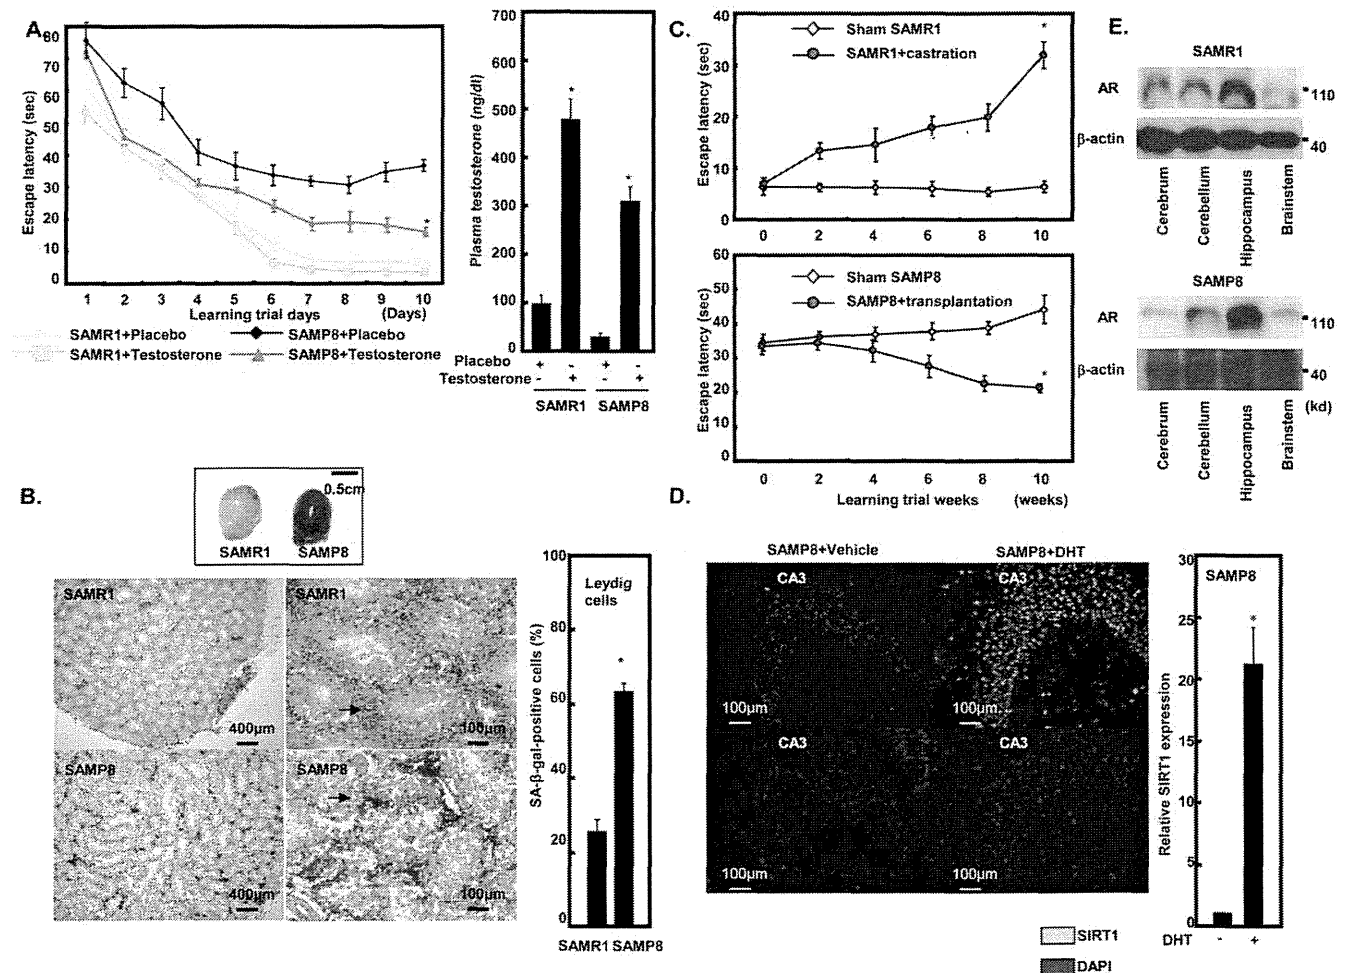 A.
80
70
60
50
40
30
20
10
0
Escape latency (sec)
1 2 3 4 5 6 7 8 9 10
Learning trial days (Days)
SAMR1+Placebo
SAMP8+Placebo
SAMR1+Testosterone
SAMP8+Testosterone
*
700
600
500
400
300
200
100
0
Plasma testosterone (ng/dl)
* *
Placebo + - + -
Testosterone - + - +
SAMR1 SAMP8
B.
0.5cm
SAMR1 SAMP8
SAMR1
400µm
SAMR1
100µm
SAMP8
400µm
SAMP8
100µm
100
80
60
40
20
0
SA-β-gal-positive cells (%)
Leydig
cells
*
SAMR1 SAMP8
C.
40
30
20
10
0
Escape latency (sec)
Sham SAMR1
SAMR1+castration
*
0 2 4 6 8 10
60
50
40
30
20
10
0
Escape latency (sec)
Sham SAMP8
SAMP8+transplantation
*
0 2 4 6 8 10
Learning trial weeks (weeks)
D.
SAMP8+Vehicle
SAMP8+DHT
CA3
100µm
CA3
100µm
CA3
100µm
CA3
100µm
SIRT1
DAPI
30
25
20
15
10
5
0
Relative SIRT1 expression
SAMP8
*
DHT - +
E.
SAMR1
AR
110
β-actin
40
Cerebrum
Cerebellum
Hippocampus
Brainstem
SAMP8
AR
110
β-actin
40
(kd)
Cerebrum
Cerebellum
Hippocampus
Brainstem